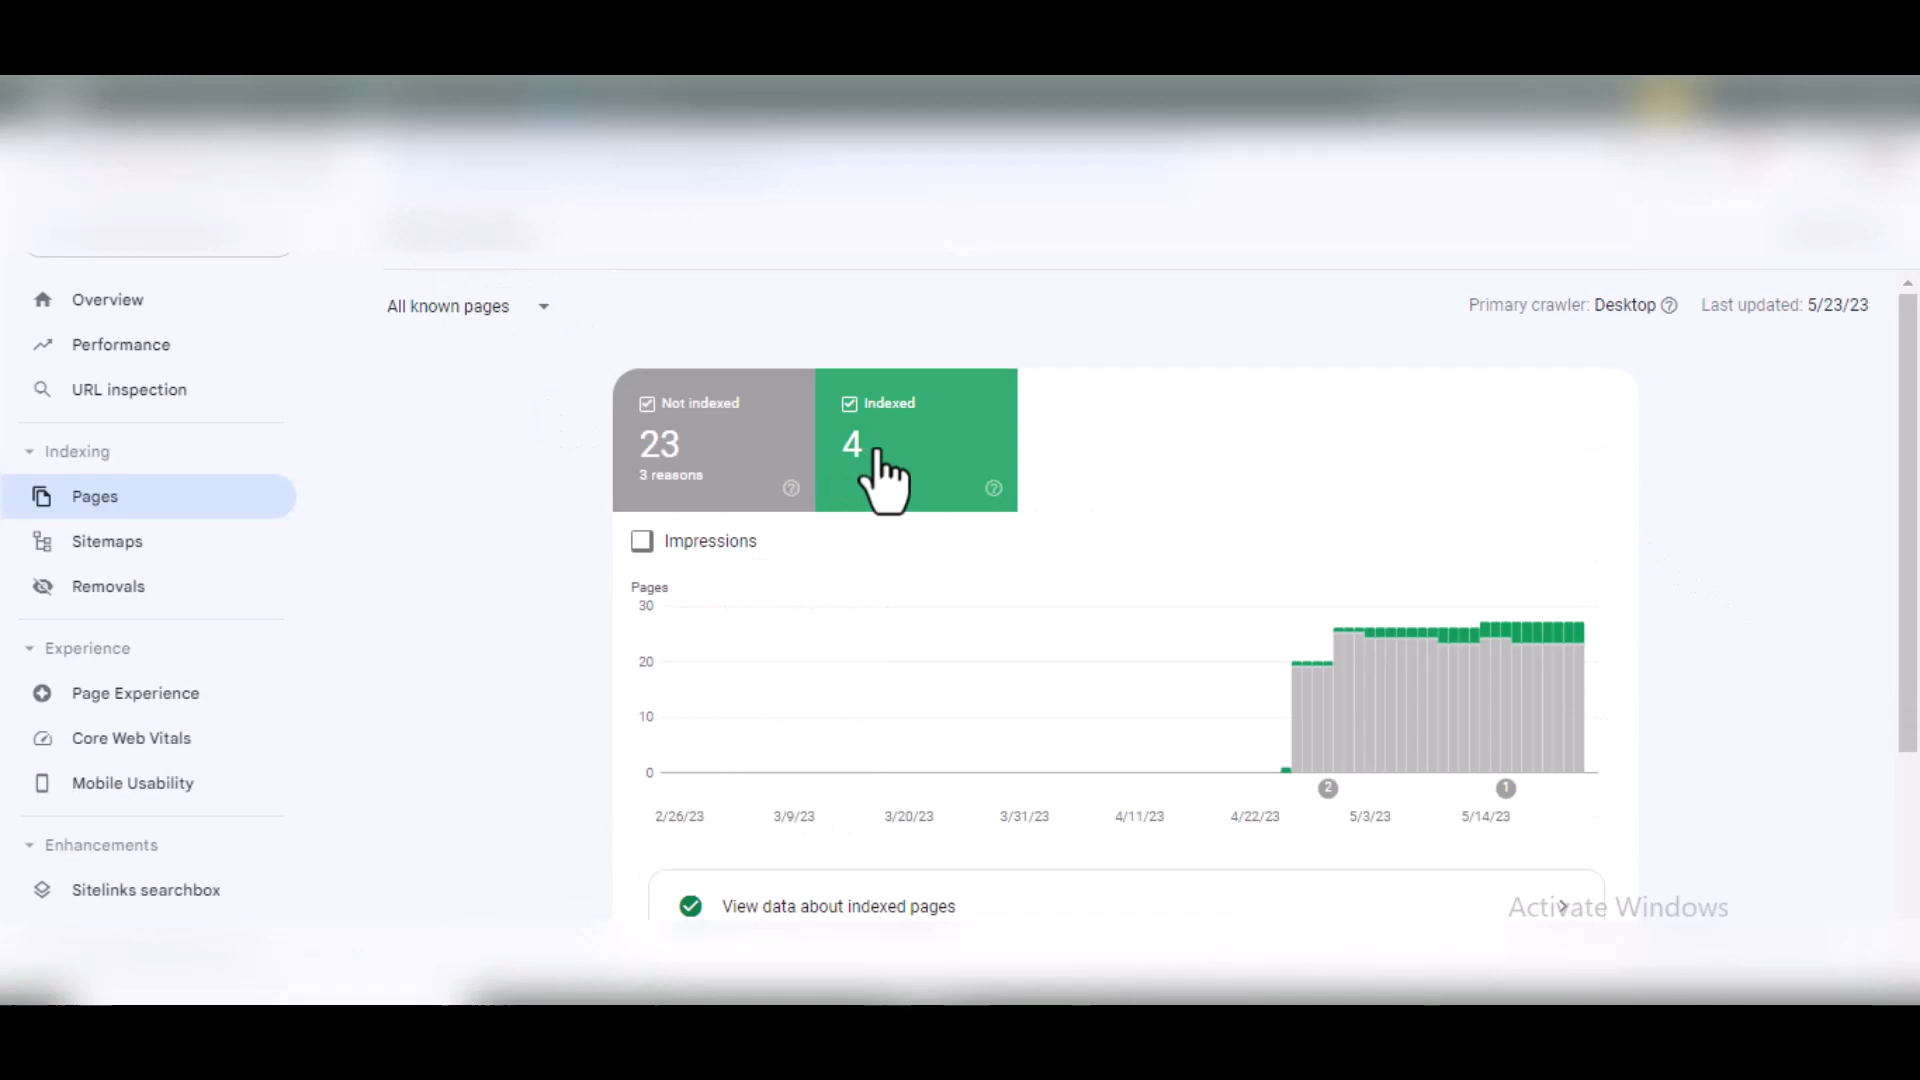 Overview
Performance
URL inspection
Indexing
Pages
Sitemaps
Removals
Experience
Page Experience
Core Web Vitals
Mobile Usability
Enhancements
Sitelinks searchbox
All known pages
Primary crawler: Desktop Last updated: 5/23/23
Not indexed
23
3 reasons
Indexed
4
Impressions
Pages
30
20
10
0
2 1
2/26/23 3/9/23 3/20/23 3/31/23 4/11/23 4/22/23 5/3/23 5/14/23
View data about indexed pages
Activate Windows